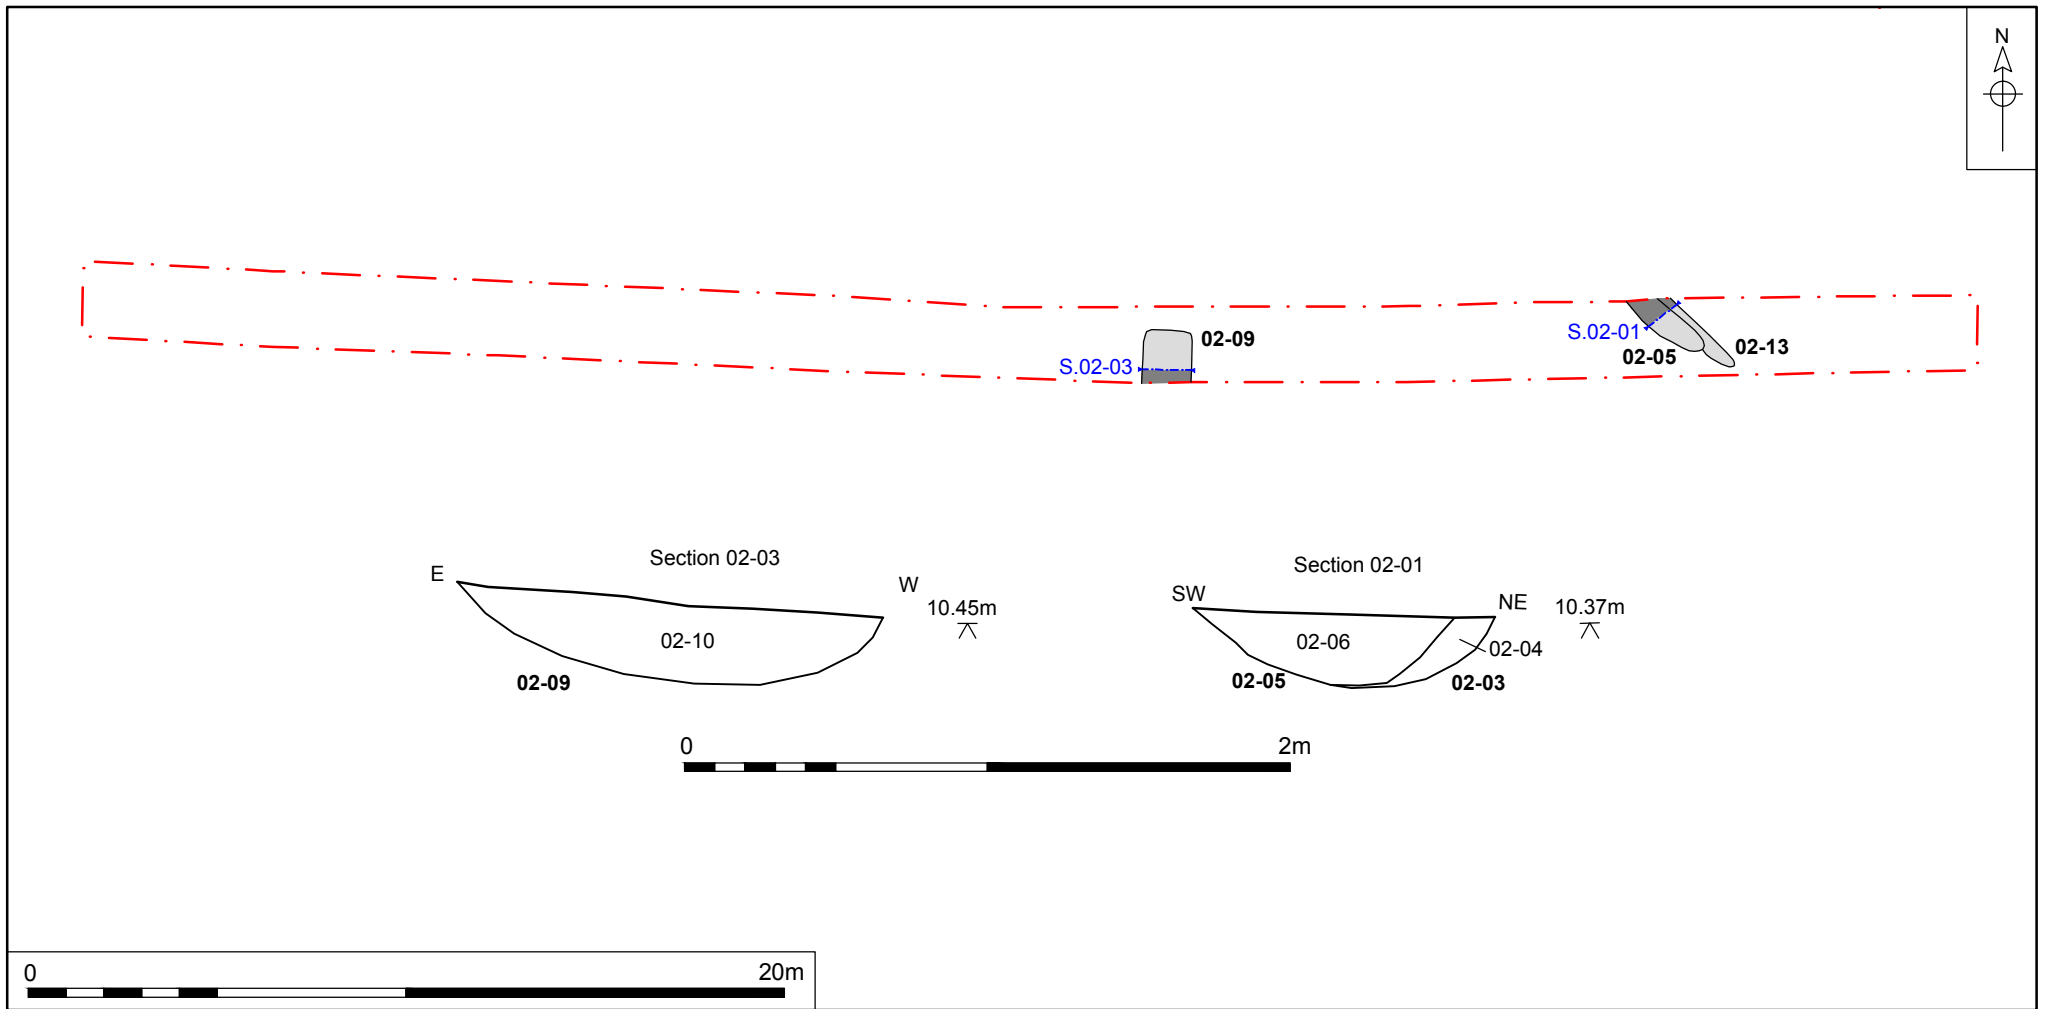 N
02-09
S.02-03
S.02-01
02-05
02-13
Section 02-03
E
W
10.45m
02-10
02-09
Section 02-01
SW
NE
10.37m
02-06
02-04
02-05
02-03
0 2m
0 20m